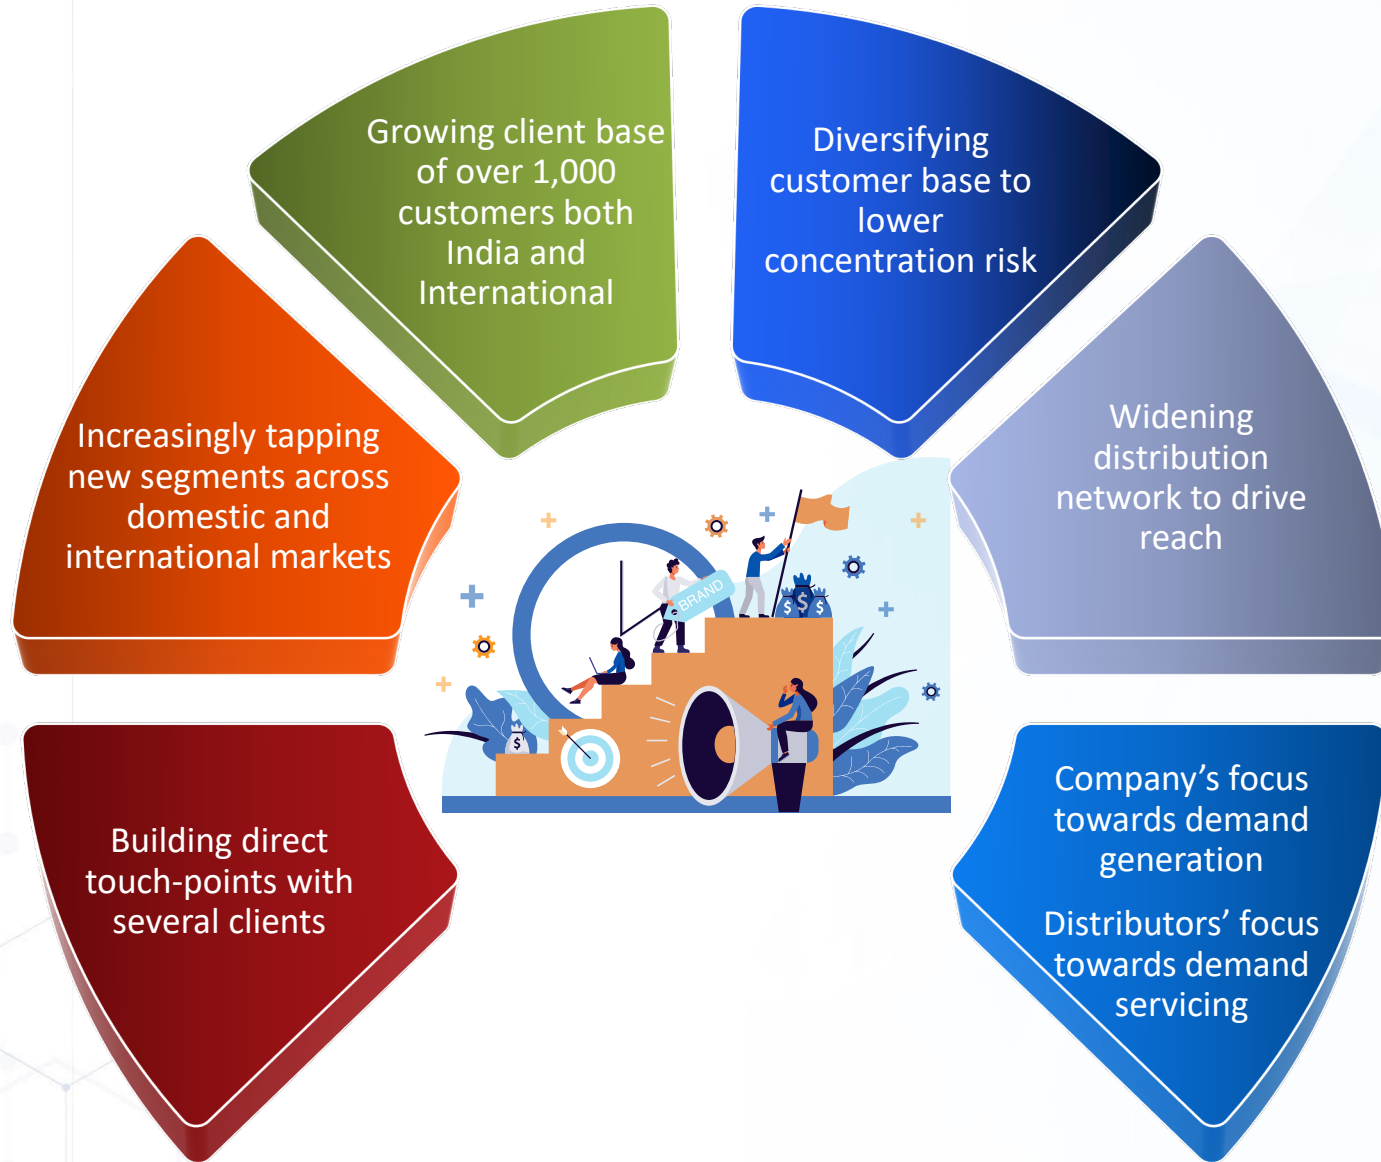 Growing client base
of over 1,000
customers both
India and
International
Diversifying
customer base to
lower
concentration risk
Increasingly tapping
new segments across
domestic and
international markets
Widening
distribution
network to drive
reach
BRAND
$ $ $
$
Building direct
touch-points with
several clients
Company’s focus
towards demand
generation
Distributors’ focus
towards demand
servicing